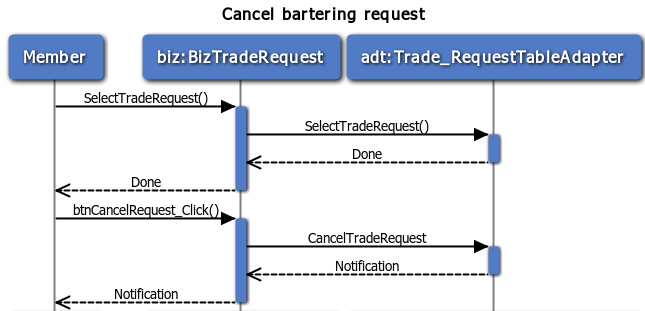 Cancel bartering request
Member
biz:BizTradeRequest
adt:Trade_RequestTableAdapter
SelectTradeRequest()
SelectTradeRequest()
Done
Done
btnCancelRequest_Click()
CancelTradeRequest
Notification
Notification